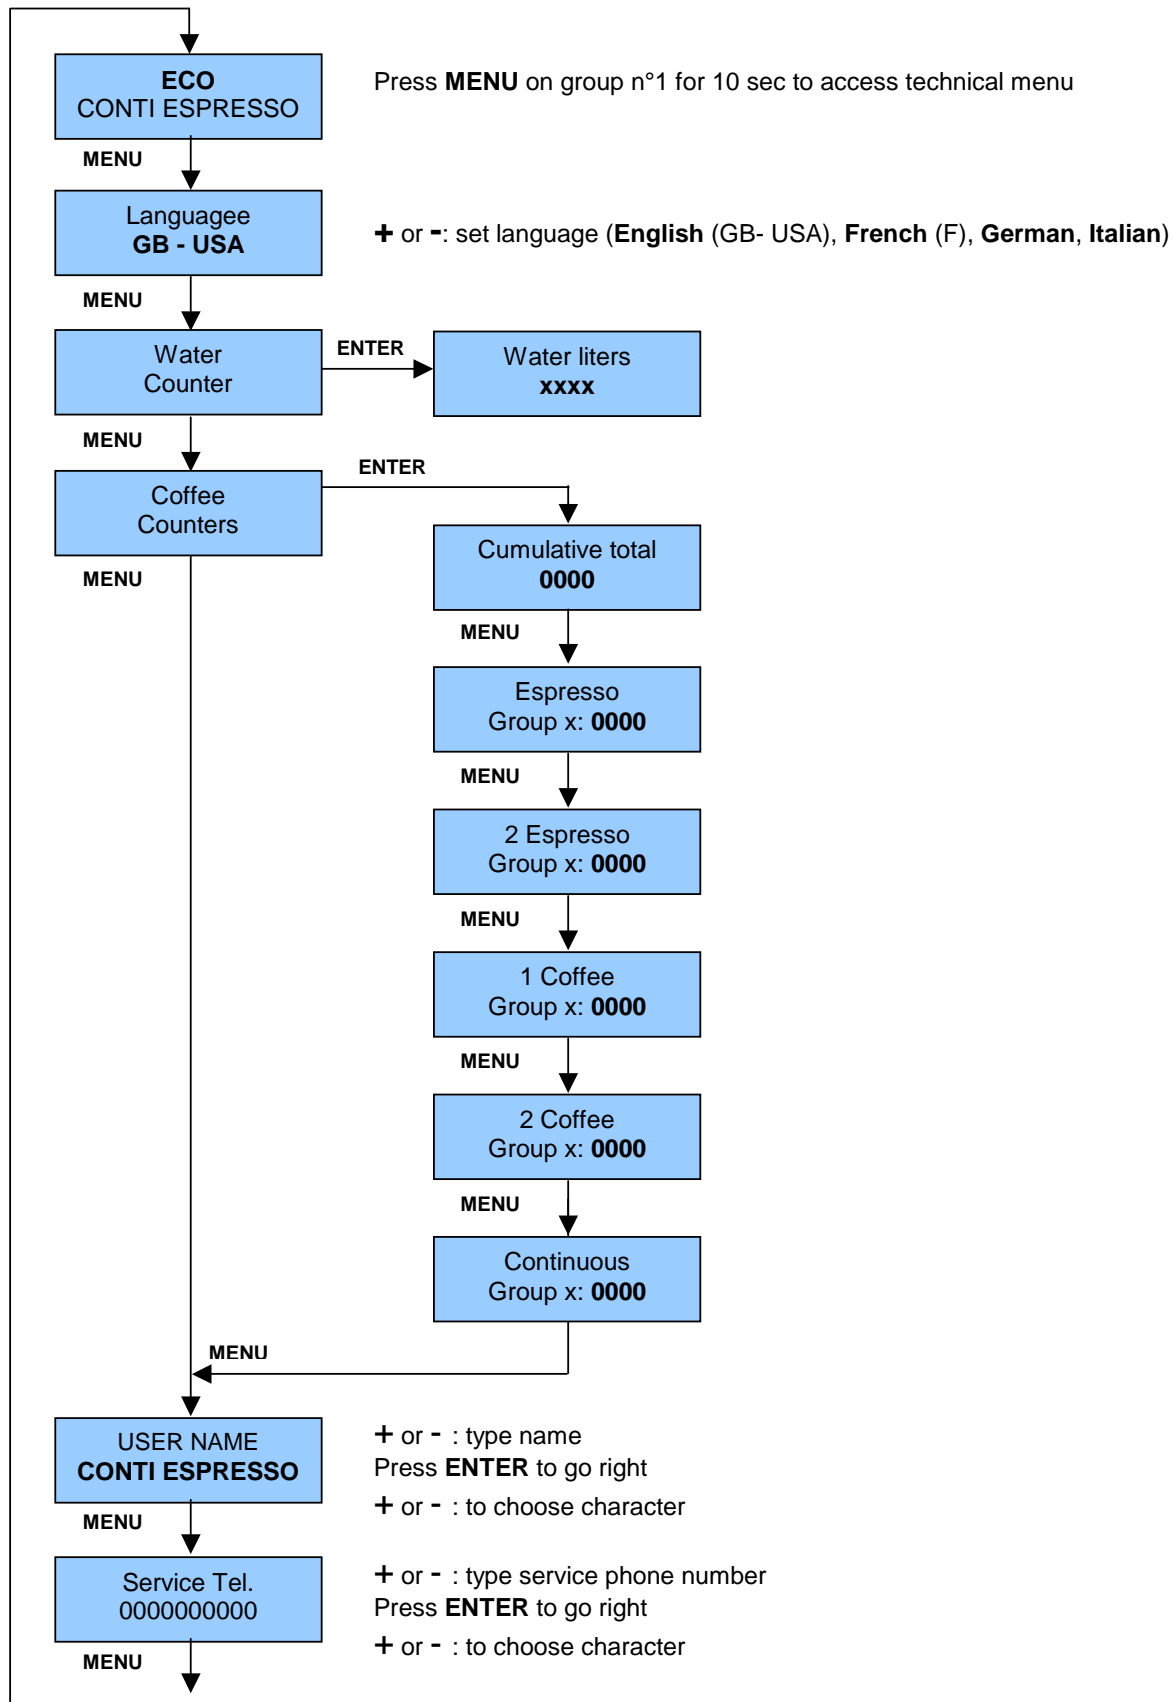 ECO
CONTI ESPRESSO
Press MENU on group n°1 for 10 sec to access technical menu
MENU
Languagee
GB - USA
+ or -: set language (English (GB- USA), French (F), German, Italian)
MENU
Water
Counter
ENTER
Water liters
xxxx
MENU
Coffee
Counters
ENTER
MENU
Cumulative total
0000
MENU
Espresso
Group x: 0000
MENU
2 Espresso
Group x: 0000
MENU
1 Coffee
Group x: 0000
MENU
2 Coffee
Group x: 0000
MENU
Continuous
Group x: 0000
MENU
USER NAME
CONTI ESPRESSO
+ or - : type name
Press ENTER to go right
+ or - : to choose character
MENU
Service Tel.
0000000000
+ or - : type service phone number
Press ENTER to go right
+ or - : to choose character
MENU